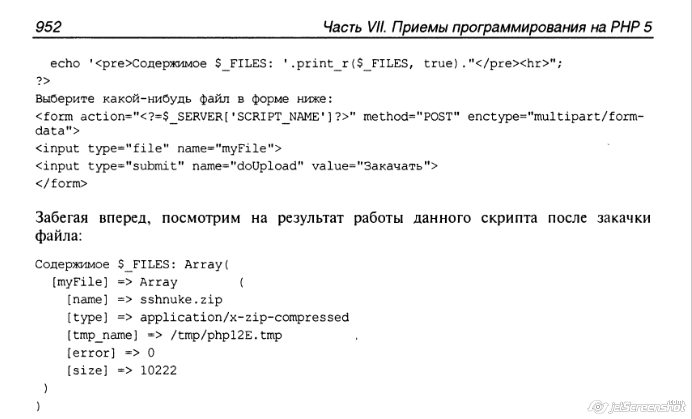 952
Часть VII. Приемы программирования на PHP 5
echo '<pre>Содержимое $_FILES: '.print_r($_FILES, true)."</pre><hr>";
?>
Выберите какой-нибудь файл в форме ниже:
<form action="<?=$_SERVER['SCRIPT_NAME']?>" method="POST" enctype="multipart/form-
data">
<input type="file" name="myFile">
<input type="submit" name="doUpload" value="Закачать">
</form>
Забегая вперед, посмотрим на результат работы данного скрипта после закачки
файла:
Содержимое $_FILES: Array(
[myFile] => Array (
[name] => sshnuke.zip
[type] => application/x-zip-compressed
[tmp_name] => /tmp/php12E.tmp
[error] => 0
[size] => 10222
)
)
jetScreenshot